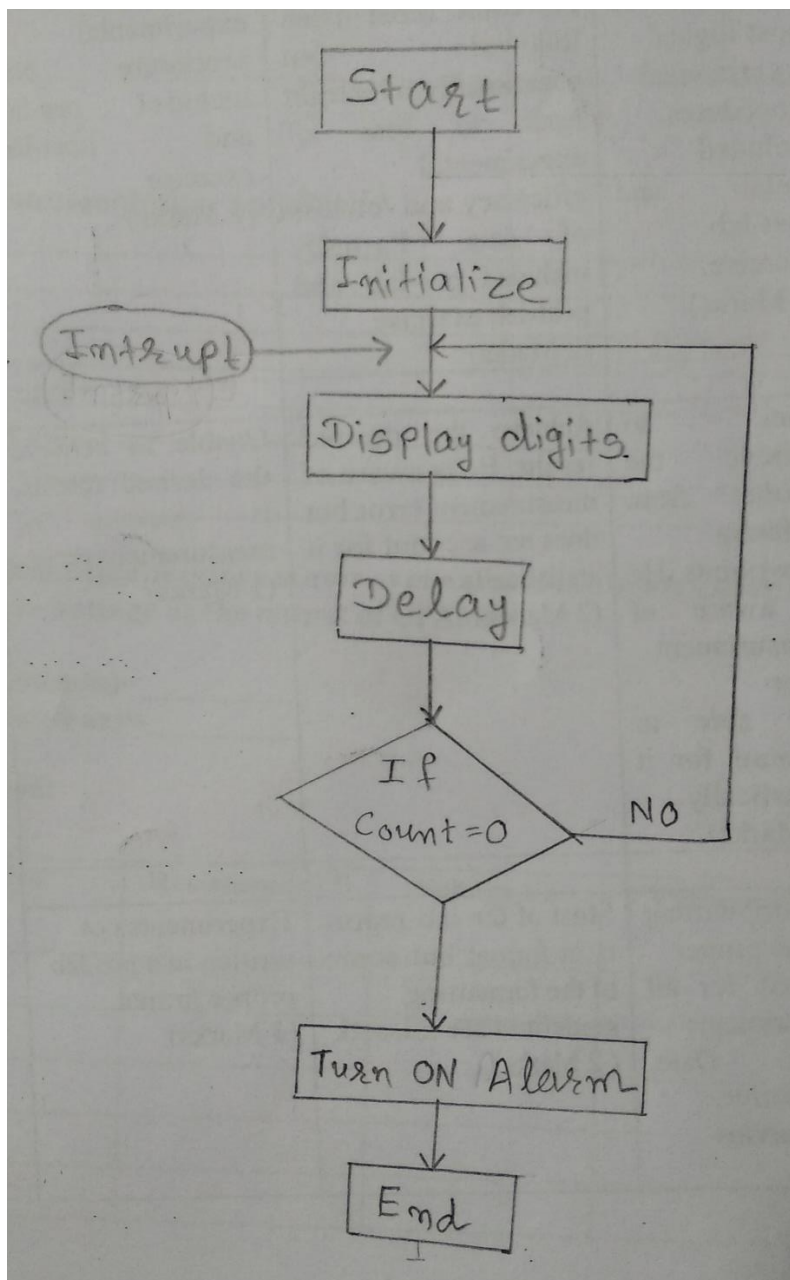 Start
Initialize
Intrupt
Display digits
Delay
If
Count=0
NO
Turn ON Alarm
End